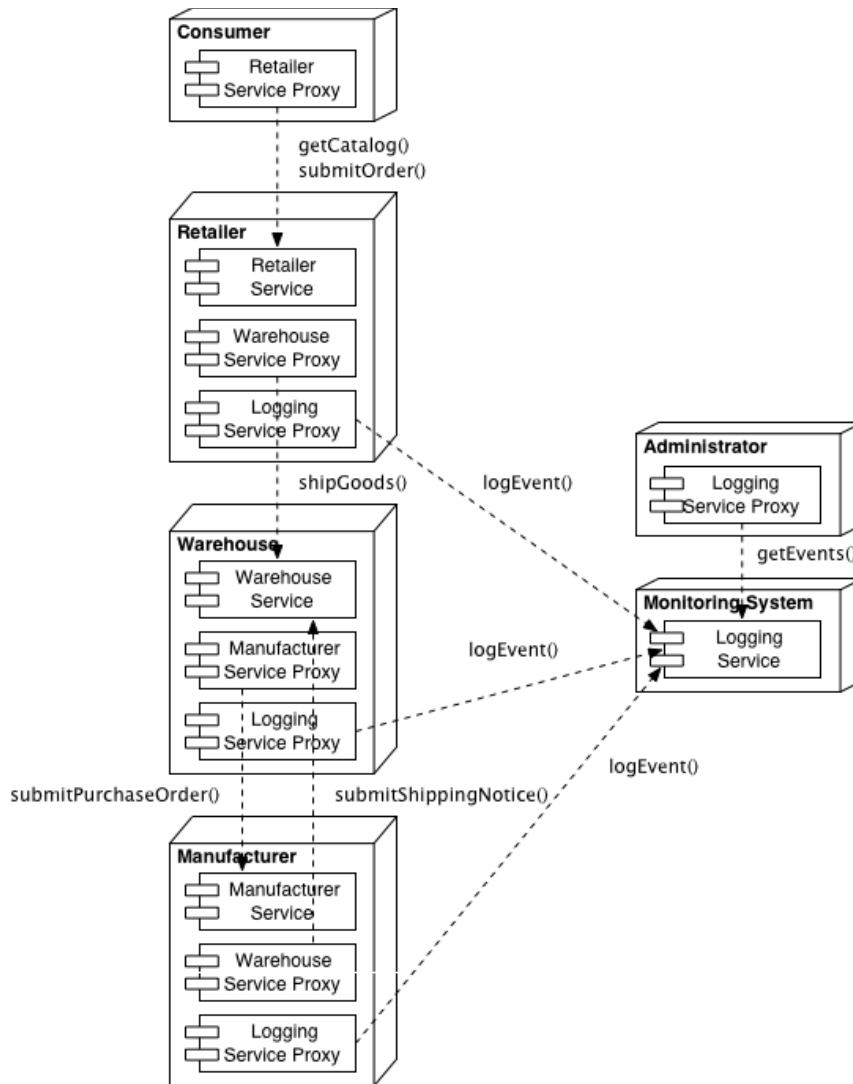 Consumer
Retailer
Service Proxy
getCatalog()
submitOrder()
Retailer
Retailer
Service
Warehouse
Service Proxy
Logging
Service Proxy
shipGoods()
logEvent()
Administrator
Logging
Service Proxy
getEvents()
Warehouse
Warehouse
Service
Manufacturer
Service Proxy
Logging
Service Proxy
logEvent()
Monitoring System
Logging
Service
logEvent()
submitPurchaseOrder()
submitShippingNotice()
Manufacturer
Manufacturer
Service
Warehouse
Service Proxy
Logging
Service Proxy